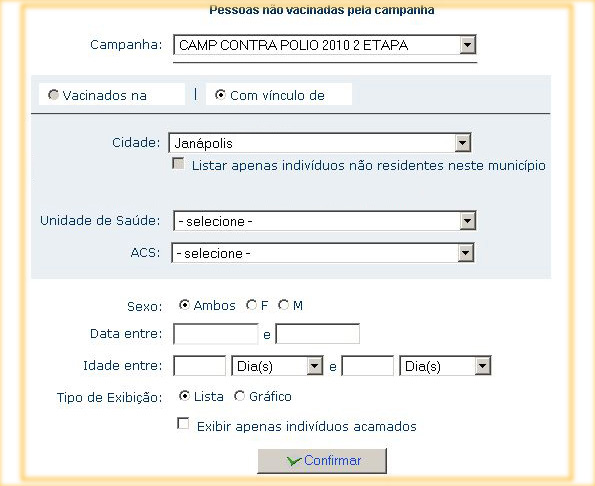 Pessoas não vacinadas pela campanha
Campanha: CAMP CONTRA POLIO 2010 2 ETAPA
Vacinados na | Com vínculo de
Cidade: Janápolis
Listar apenas indivíduos não residentes neste município
Unidade de Saúde: - selecione -
ACS: - selecione -
Sexo: Ambos F M
Data entre: e
Idade entre: Dia(s) e Dia(s)
Tipo de Exibição: Lista Gráfico
Exibir apenas indivíduos acamados
Confirmar